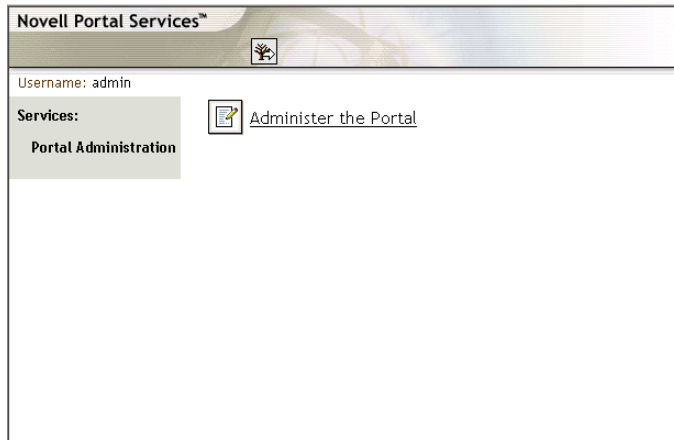 Novell Portal Services™
Username: admin
Services:
Portal Administration
Administer the Portal